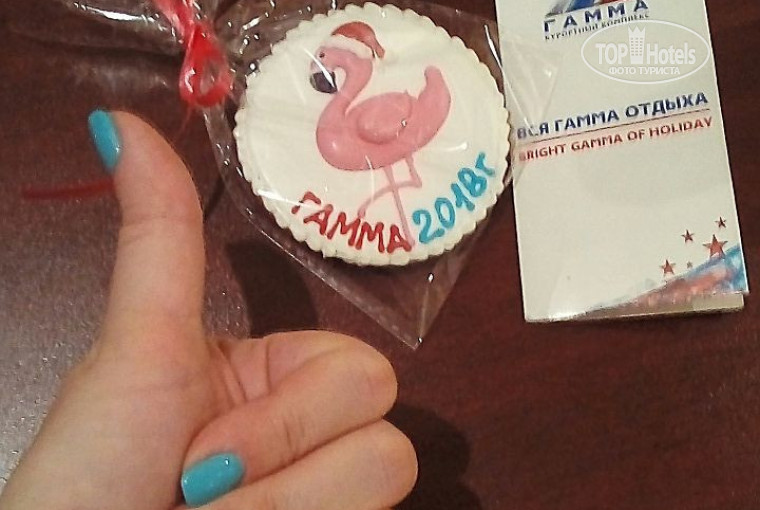 ГАММА
КУРОРТНЫЙ КОМПЛЕКС
TOP Hotels
ФОТО ТУРИСТА
ВСЯ ГАММА ОТДЫХА
BRIGHT GAMMA OF HOLIDAY
ГАММА 2018г